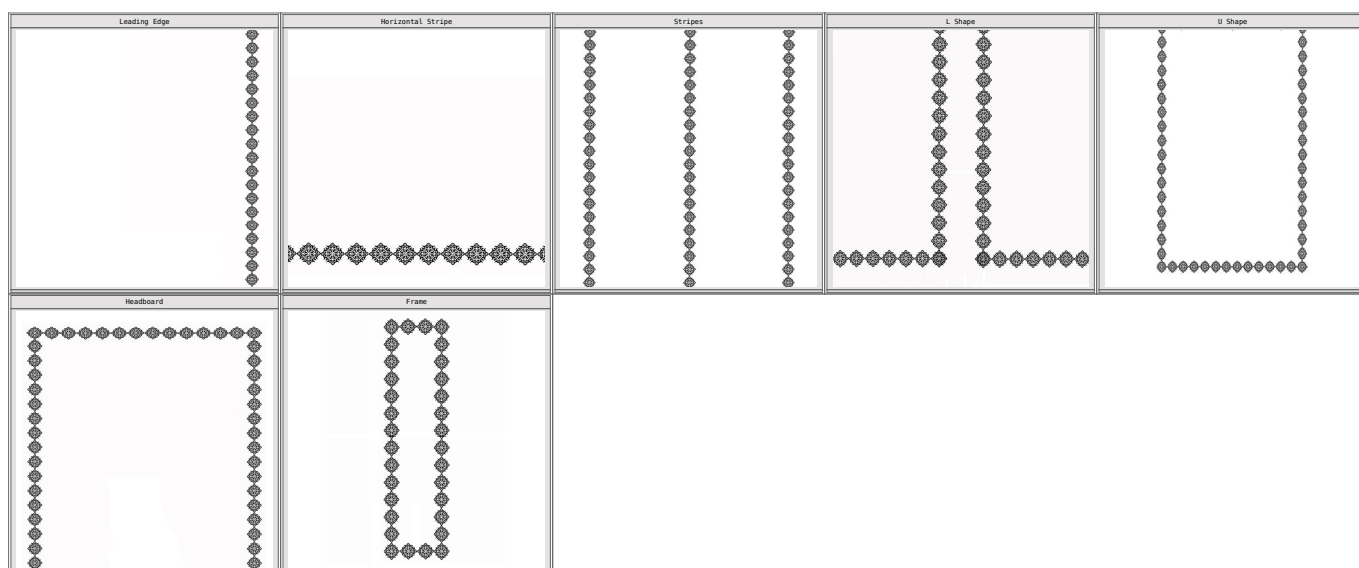 Leading Edge
Horizontal Stripe
Stripes
L Shape
U Shape
Headboard
Frame